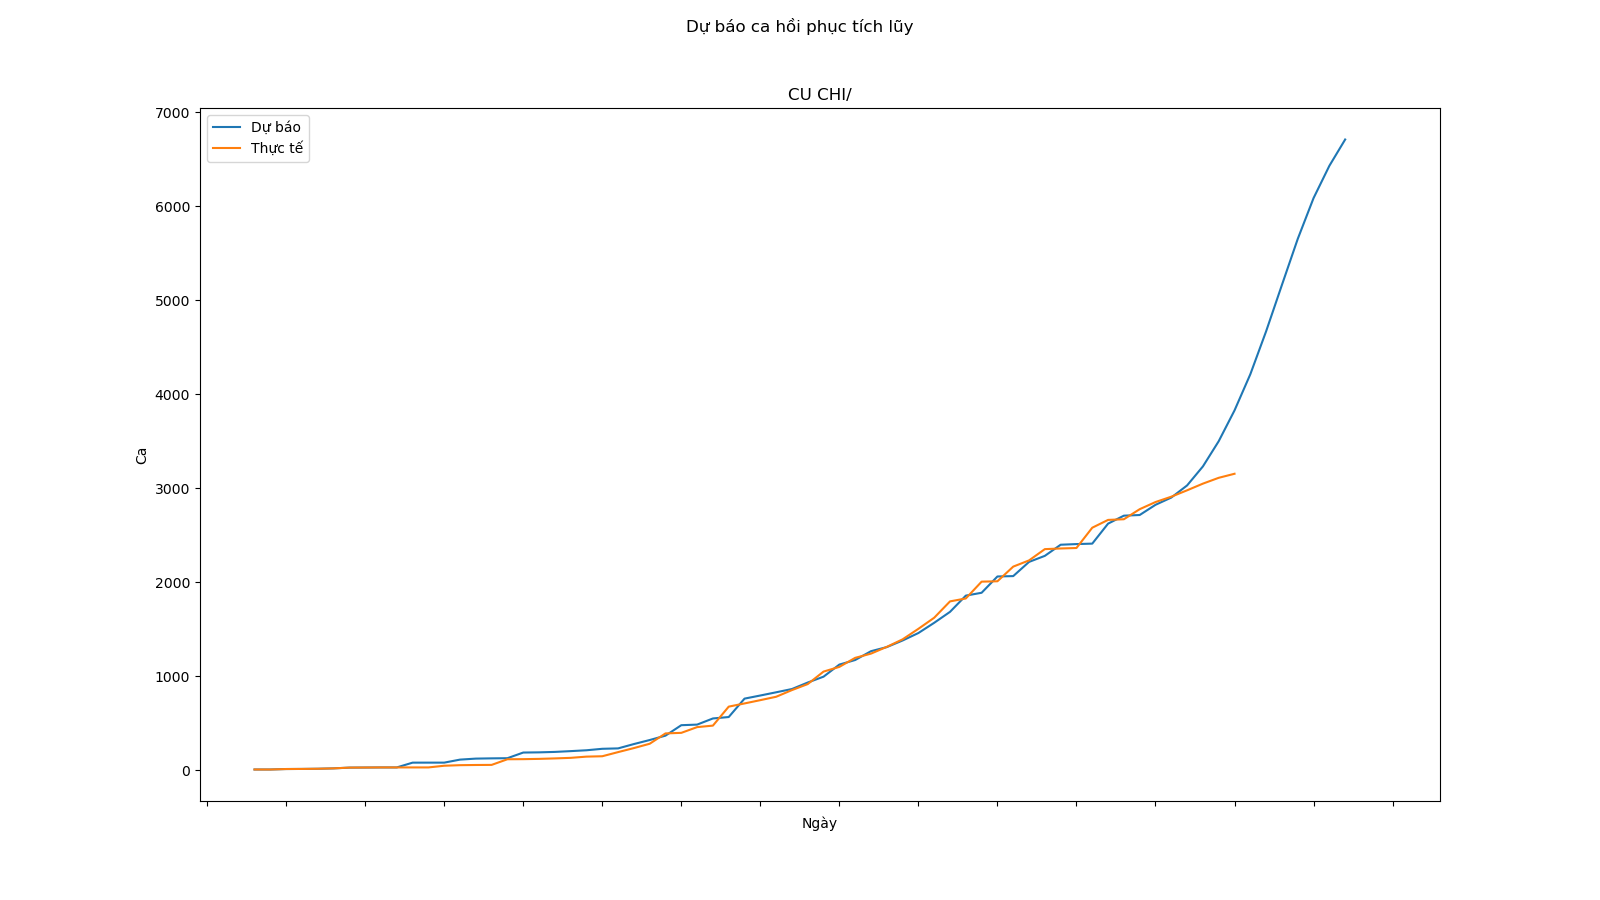 Dự báo ca hồi phục tích lũy
CU CHI/
Dự báo
Thực tế
7000
6000
5000
4000
3000
2000
1000
0
Ca
Ngày